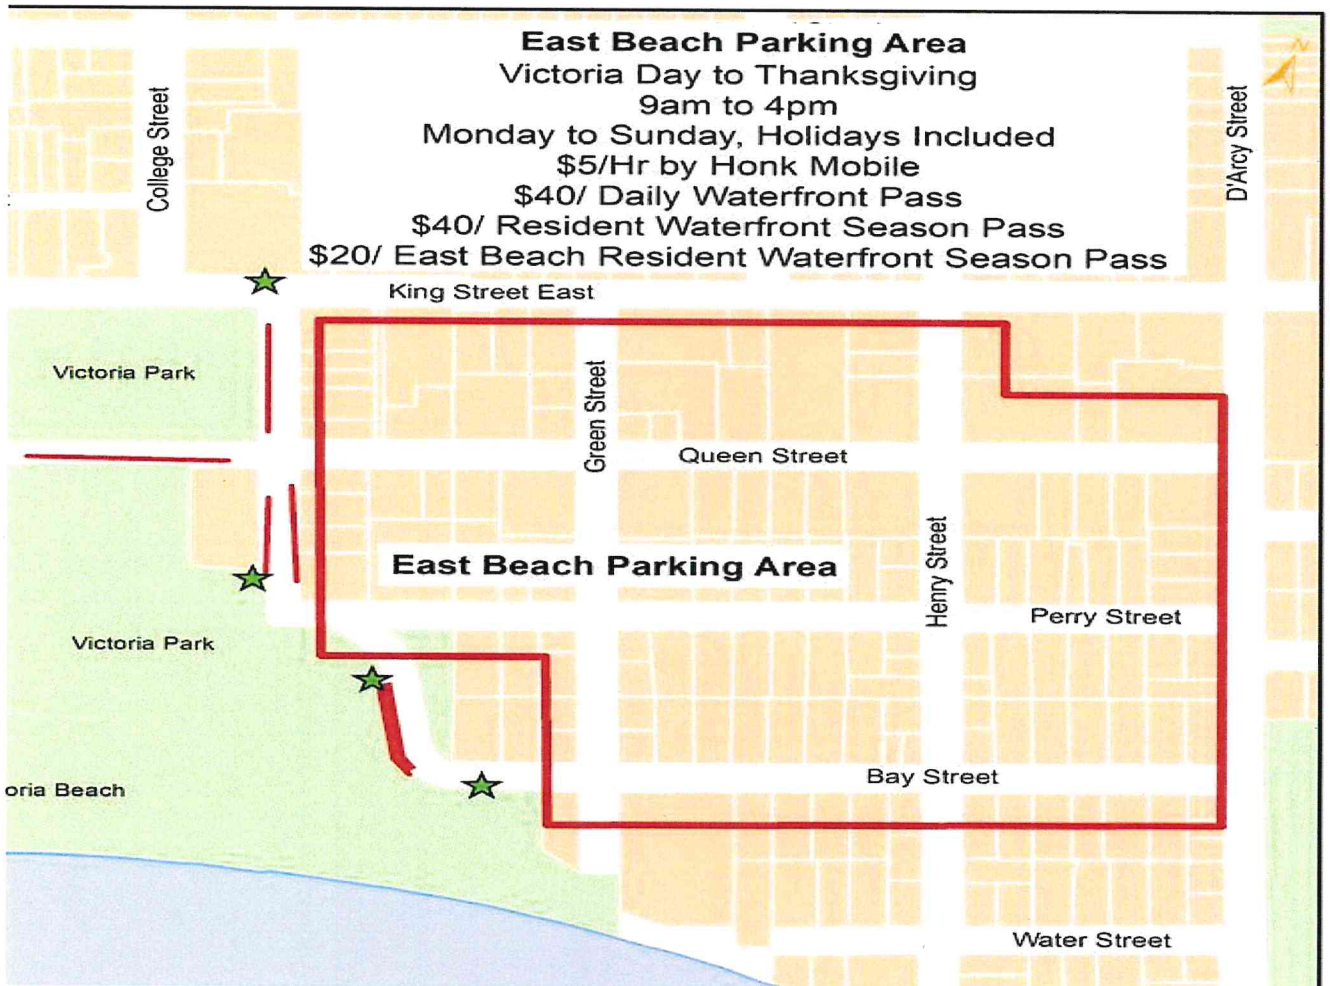 East Beach Parking Area
Victoria Day to Thanksgiving
9am to 4pm
Monday to Sunday, Holidays Included
$5/Hr by Honk Mobile
$40/ Daily Waterfront Pass
$40/ Resident Waterfront Season Pass
$20/ East Beach Resident Waterfront Season Pass
N
College Street
D'Arcy Street
King Street East
Victoria Park
Green Street
Queen Street
East Beach Parking Area
Henry Street
Perry Street
Victoria Park
Bay Street
oria Beach
Water Street